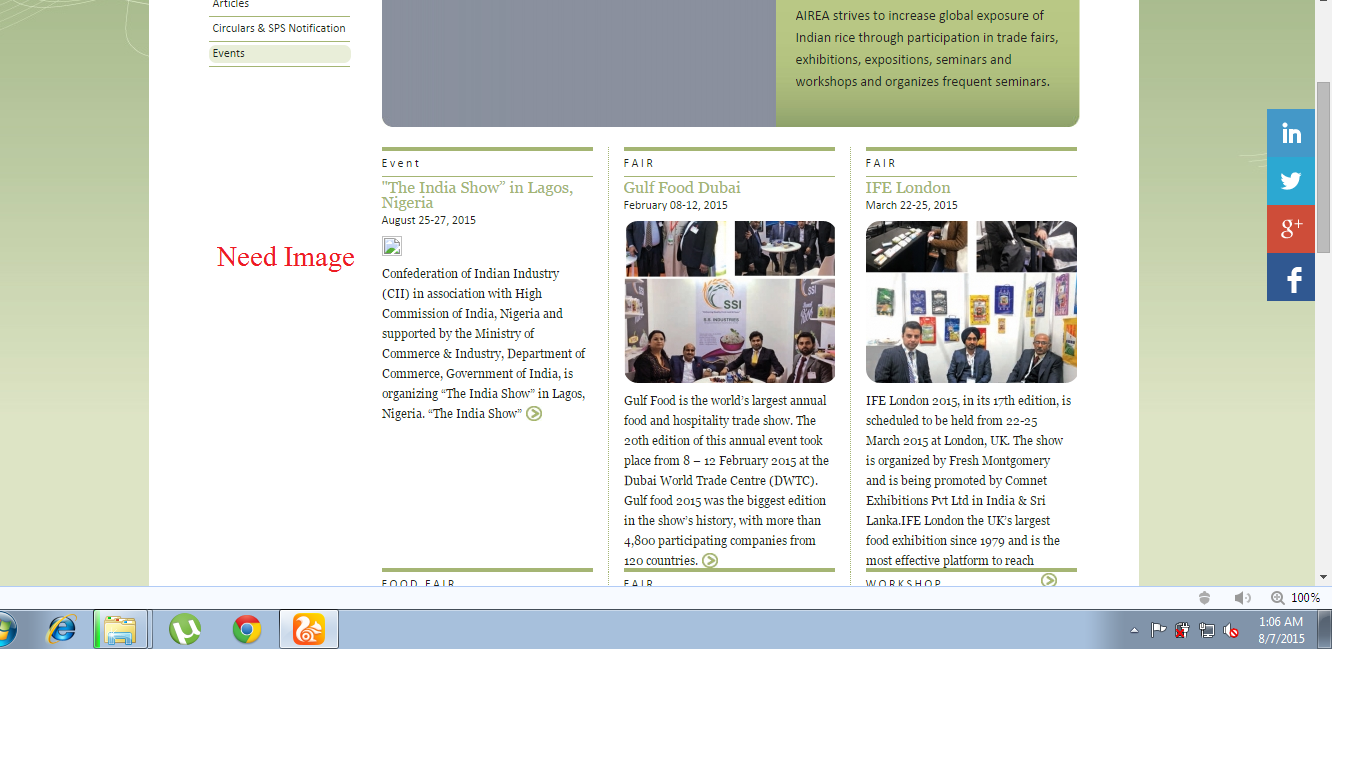 Articles
Circulars & SPS Notification
Events
AIREA strives to increase global exposure of
Indian rice through participation in trade fairs,
exhibitions, expositions, seminars and
workshops and organizes frequent seminars.
Event
"The India Show” in Lagos,
Nigeria
August 25-27, 2015
Need Image
Confederation of Indian Industry
(CII) in association with High
Commission of India, Nigeria and
supported by the Ministry of
Commerce & Industry, Department of
Commerce, Government of India, is
organizing “The India Show” in Lagos,
Nigeria. “The India Show”
FOOD FAIR
FAIR
Gulf Food Dubai
February 08-12, 2015
SSI
Gulf Food is the world’s largest annual
food and hospitality trade show. The
20th edition of this annual event took
place from 8 – 12 February 2015 at the
Dubai World Trade Centre (DWTC).
Gulf food 2015 was the biggest edition
in the show’s history, with more than
4,800 participating companies from
120 countries.
FAIR
FAIR
IFE London
March 22-25, 2015
IFE London 2015, in its 17th edition, is
scheduled to be held from 22-25
March 2015 at London, UK. The show
is organized by Fresh Montgomery
and is being promoted by Comnet
Exhibitions Pvt Ltd in India & Sri
Lanka.IFE London the UK’s largest
food exhibition since 1979 and is the
most effective platform to reach
WORKSHOP
in
g+
f
100%
1:06 AM
8/7/2015